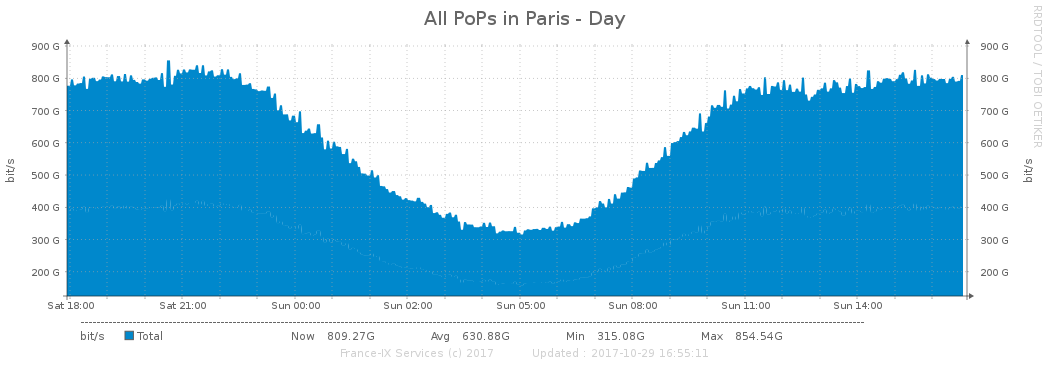 All PoPs in Paris - Day
RRDTOOL / TOBI OETIKER
900 G 900 G
800 G 800 G
700 G 700 G
600 G 600 G
500 G 500 G
400 G 400 G
300 G 300 G
200 G 200 G
bit/s bit/s
Sat 18:00 Sat 21:00 Sun 00:00 Sun 02:00 Sun 05:00 Sun 08:00 Sun 11:00 Sun 14:00
bit/s Total Now 809.27G Avg 630.88G Min 315.08G Max 854.54G
France-IX Services (c) 2017 Updated : 2017-10-29 16:55:11